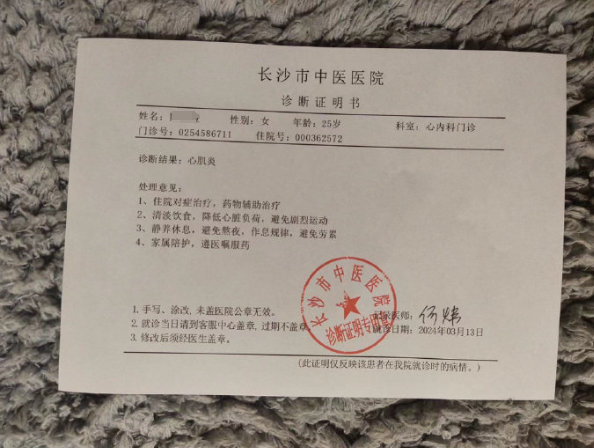 长沙市中医医院
诊断证明书
姓名: 性别: 女 年龄: 25岁 科室: 心内科门诊
门诊号: 0254586711 住院号: 000362572
诊断结果: 心肌炎
处理意见:
1、住院对症治疗, 药物辅助治疗
2、清淡饮食, 降低心脏负荷, 避免剧烈运动
3、静养休息, 避免熬夜, 作息规律, 避免劳累
4、家属陪护, 遵医嘱服药
长沙市中医医院
诊断证明专用章
1.手写、涂改, 未盖医院公章无效。
医师:
2.就诊当日请到客服中心盖章, 过期不盖章
日期: 2024年03月13日
3.修改后须经医生盖章。
(此证明仅反映该患者在我院就诊时的病情。)